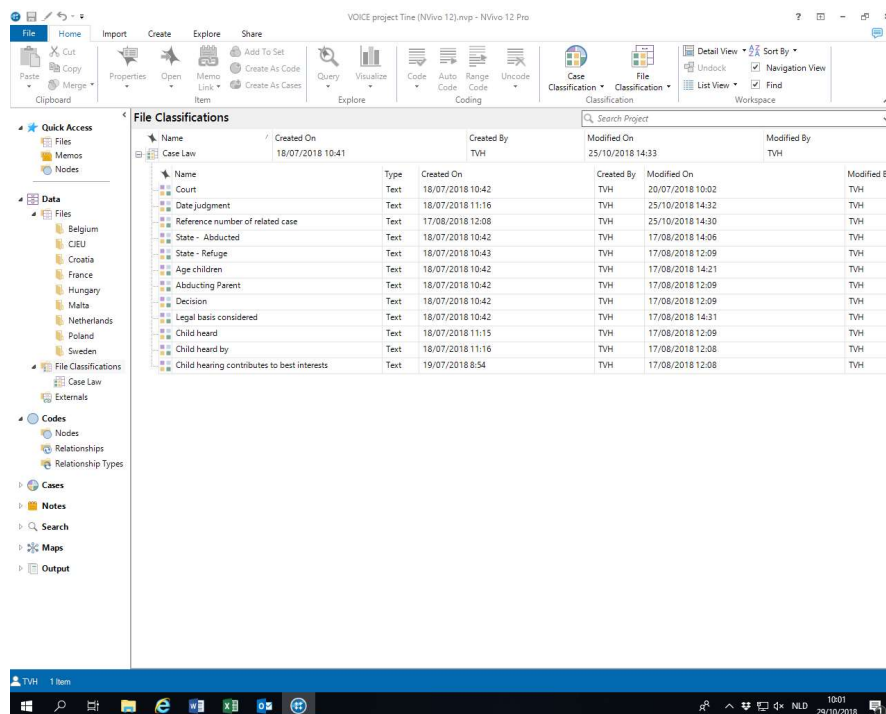 VOICE project Tine (NVivo 12).nvp - NVivo 12 Pro
File Home Import Create Explore Share
Paste
Cut
Copy
Merge
Clipboard
Properties
Open
Memo Link
Add To Set
Create As Code
Create As Cases
Item
Query
Visualize
Explore
Code
Auto Code
Range Code
Uncode
Coding
Case Classification
File Classification
Classification
Detail View
Sort By
Undock
Navigation View
List View
Find
Workspace
Quick Access
Files
Memos
Nodes
Data
Files
Belgium
CJEU
Croatia
France
Hungary
Malta
Netherlands
Poland
Sweden
File Classifications
Case Law
Externals
Codes
Nodes
Relationships
Relationship Types
Cases
Notes
Search
Maps
Output
File Classifications
Search Project
Name Created On Created By Modified On Modified By
Case Law 18/07/2018 10:41 TVH 25/10/2018 14:33 TVH
Name Type Created On Created By Modified On Modified
Court Text 18/07/2018 10:42 TVH 20/07/2018 10:02 TVH
Date judgment Text 18/07/2018 11:16 TVH 25/10/2018 14:32 TVH
Reference number of related case Text 17/08/2018 12:08 TVH 25/10/2018 14:30 TVH
State - Abducted Text 18/07/2018 10:42 TVH 17/08/2018 14:06 TVH
State - Refuge Text 18/07/2018 10:43 TVH 17/08/2018 12:09 TVH
Age children Text 18/07/2018 10:42 TVH 17/08/2018 14:21 TVH
Abducting Parent Text 18/07/2018 10:42 TVH 17/08/2018 12:09 TVH
Decision Text 18/07/2018 10:42 TVH 17/08/2018 12:09 TVH
Legal basis considered Text 18/07/2018 10:42 TVH 17/08/2018 14:31 TVH
Child heard Text 18/07/2018 11:15 TVH 17/08/2018 12:09 TVH
Child heard by Text 18/07/2018 11:16 TVH 17/08/2018 12:08 TVH
Child hearing contributes to best interests Text 19/07/2018 8:54 TVH 17/08/2018 12:08 TVH
TVH 1 Item
NLD
10:01
29/10/2018